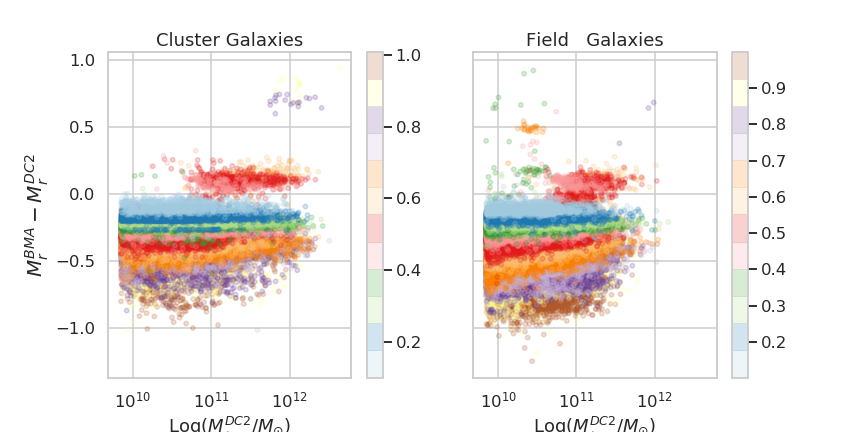 Cluster Galaxies
Field Galaxies
M_r^{BMA} − M_r^{DC2}
1.0
0.5
0.0
−0.5
−1.0
10^{10} 10^{11} 10^{12}
Log(M^{DC2}/M_⊙)
1.0
0.8
0.6
0.4
0.2
10^{10} 10^{11} 10^{12}
Log(M^{DC2}/M_⊙)
0.9
0.8
0.7
0.6
0.5
0.4
0.3
0.2